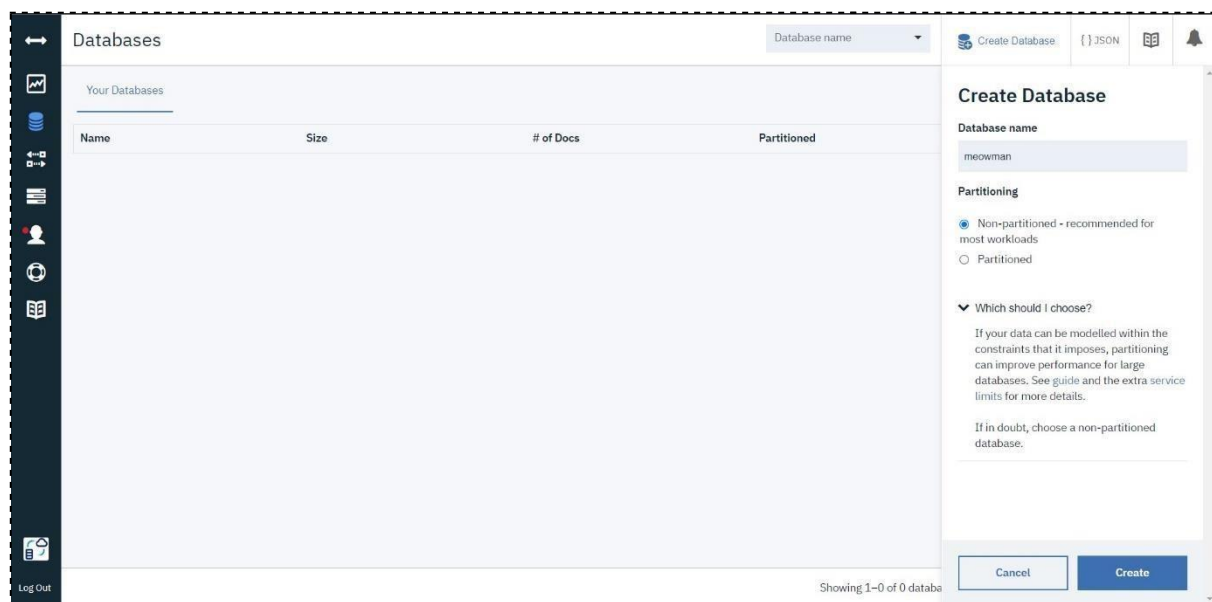 Databases
Database name
Create Database
{ } JSON
Your Databases
Name Size # of Docs Partitioned
Create Database
Database name
meowman
Partitioning
Non-partitioned - recommended for
most workloads
Partitioned
Which should I choose?
If your data can be modelled within the
constraints that it imposes, partitioning
can improve performance for large
databases. See guide and the extra service
limits for more details.
If in doubt, choose a non-partitioned
database.
Cancel
Create
Log Out
Showing 1–0 of 0 databa